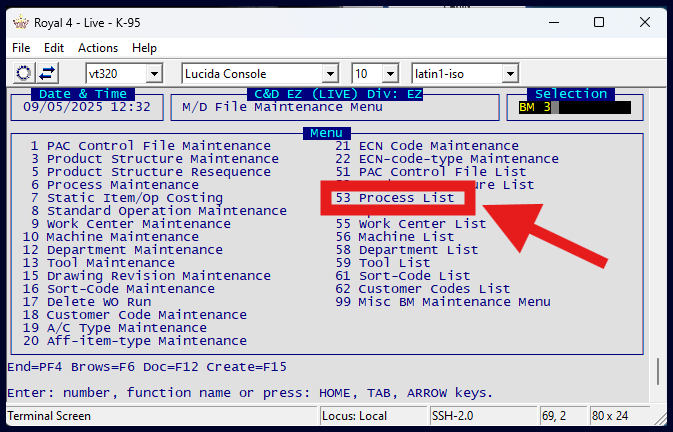 Royal 4 - Live - K-95
File Edit Actions Help
vt320 Lucida Console 10 latin1-iso
Date & Time C&D EZ (LIVE) Div: EZ Selection
09/05/2025 12:32 M/D File Maintenance Menu BM 3
Menu
1 PAC Control File Maintenance 21 ECN Code Maintenance
3 Product Structure Maintenance 22 ECN-code-type Maintenance
5 Product Structure Resequence 51 PAC Control File List
6 Process Maintenance ure List
7 Static Item/Op Costing 53 Process List
8 Standard Operation Maintenance
9 Work Center Maintenance 55 Work Center List
10 Machine Maintenance 56 Machine List
12 Department Maintenance 58 Department List
13 Tool Maintenance 59 Tool List
15 Drawing Revision Maintenance 61 Sort-Code List
16 Sort-Code Maintenance 62 Customer Codes List
17 Delete WO Run 99 Misc BM Maintenance Menu
18 Customer Code Maintenance
19 A/C Type Maintenance
20 Aff-item-type Maintenance
End=PF4 Brows=F6 Doc=F12 Create=F15
Enter: number, function name or press: HOME, TAB, ARROW keys.
Terminal Screen Locus: Local SSH-2.0 69, 2 80 x 24